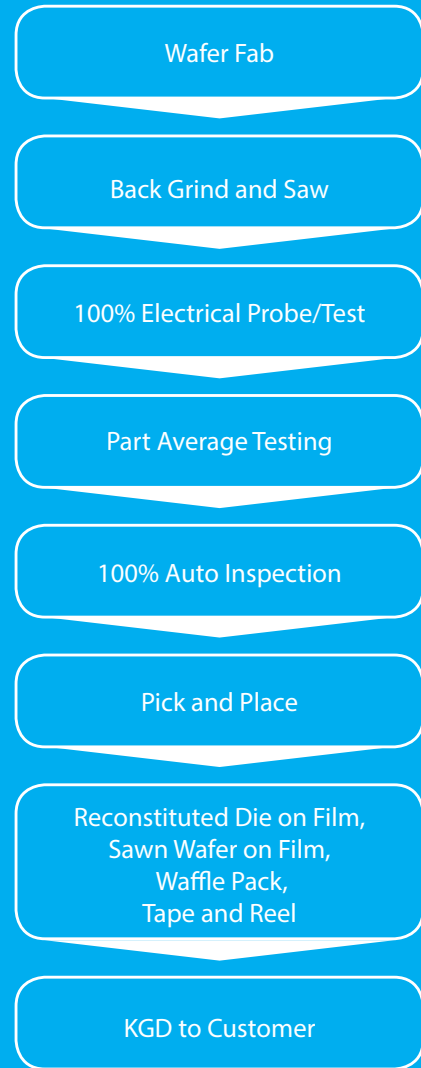 Wafer Fab
Back Grind and Saw
100% Electrical Probe/Test
Part Average Testing
100% Auto Inspection
Pick and Place
Reconstituted Die on Film,
Sawn Wafer on Film,
Waffle Pack,
Tape and Reel
KGD to Customer